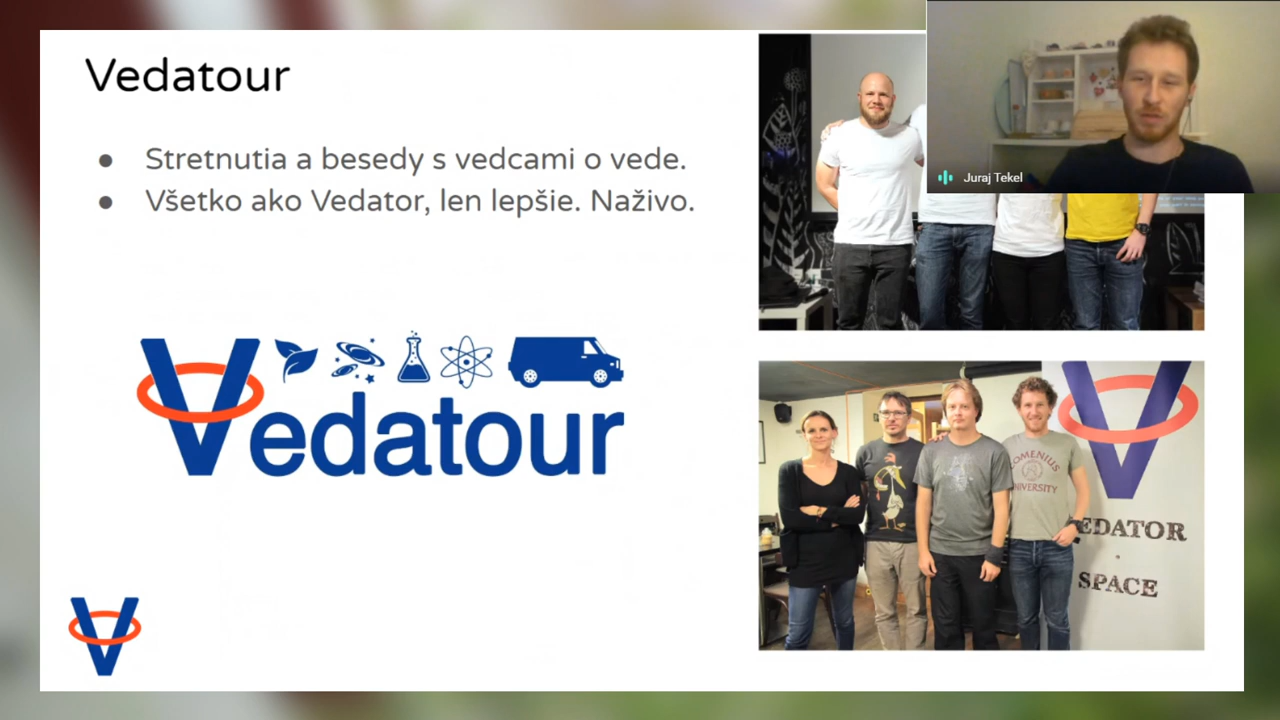 Vedatour
Stretnutia a besedy s vedcami o vede.
Všetko ako Vedator, len lepšie. Naživo.
Vedatour
Juraj Tekel
COMENIUS
UNIVERSITY
VEDATOR
SPACE